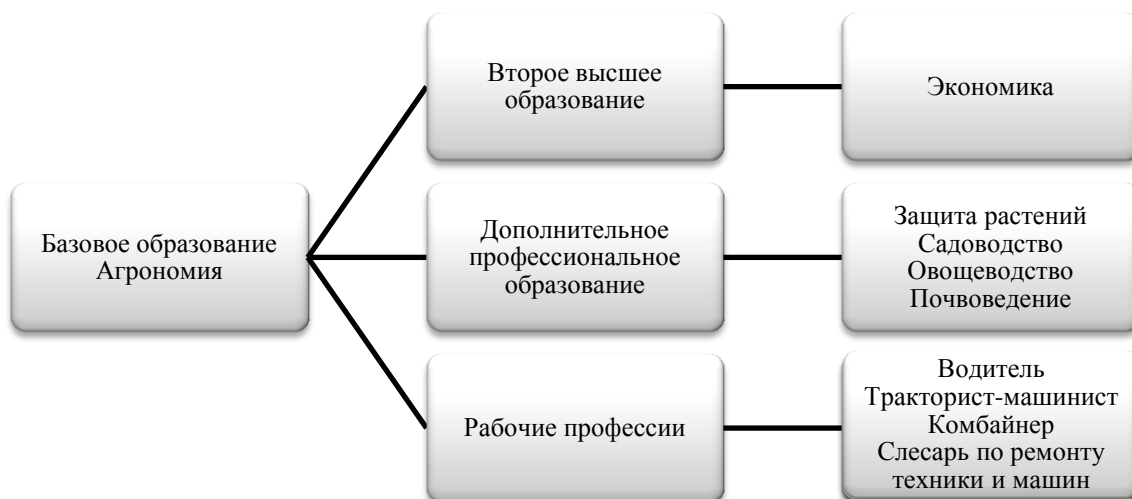 Второе высшее
образование
Экономика
Базовое образование
Агрономия
Дополнительное
профессиональное
образование
Защита растений
Садоводство
Овощеводство
Почвоведение
Рабочие профессии
Водитель
Тракторист-машинист
Комбайнер
Слесарь по ремонту
техники и машин